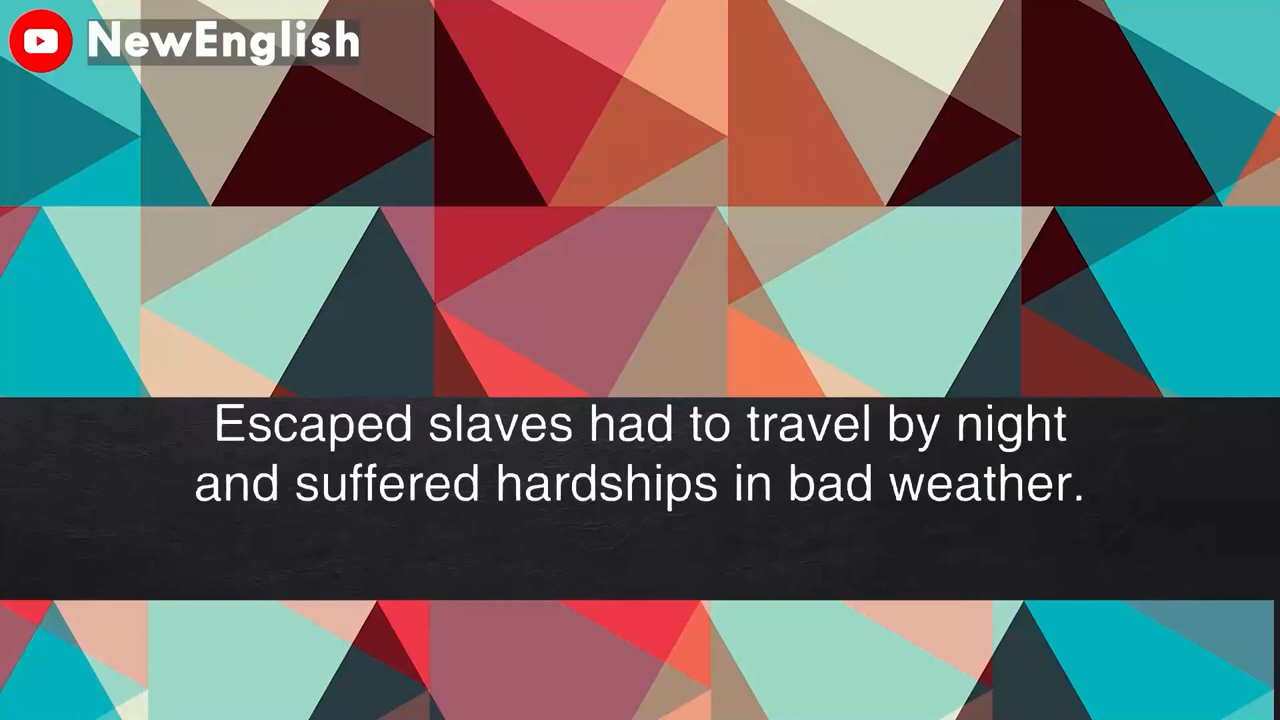 NewEnglish
Escaped slaves had to travel by night
and suffered hardships in bad weather.